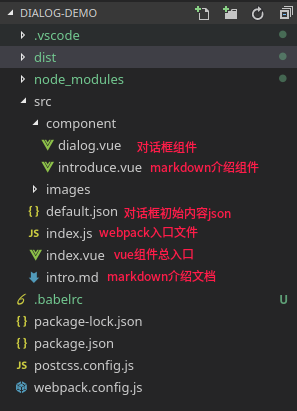 DIALOG-DEMO
.vscode
dist
node_modules
src
component
dialog.vue 对话框组件
introduce.vue markdown介绍组件
images
{} default.json 对话框初始内容json
JS index.js webpack入口文件
index.vue vue组件总入口
intro.md markdown介绍文档
.babelrc U
{} package-lock.json
{} package.json
JS postcss.config.js
webpack.config.js